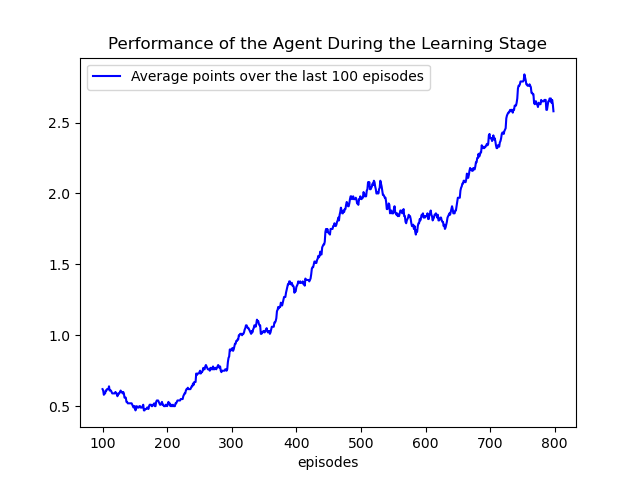 Performance of the Agent During the Learning Stage
Average points over the last 100 episodes
2.5
2.0
1.5
1.0
0.5
100 200 300 400 500 600 700 800
episodes